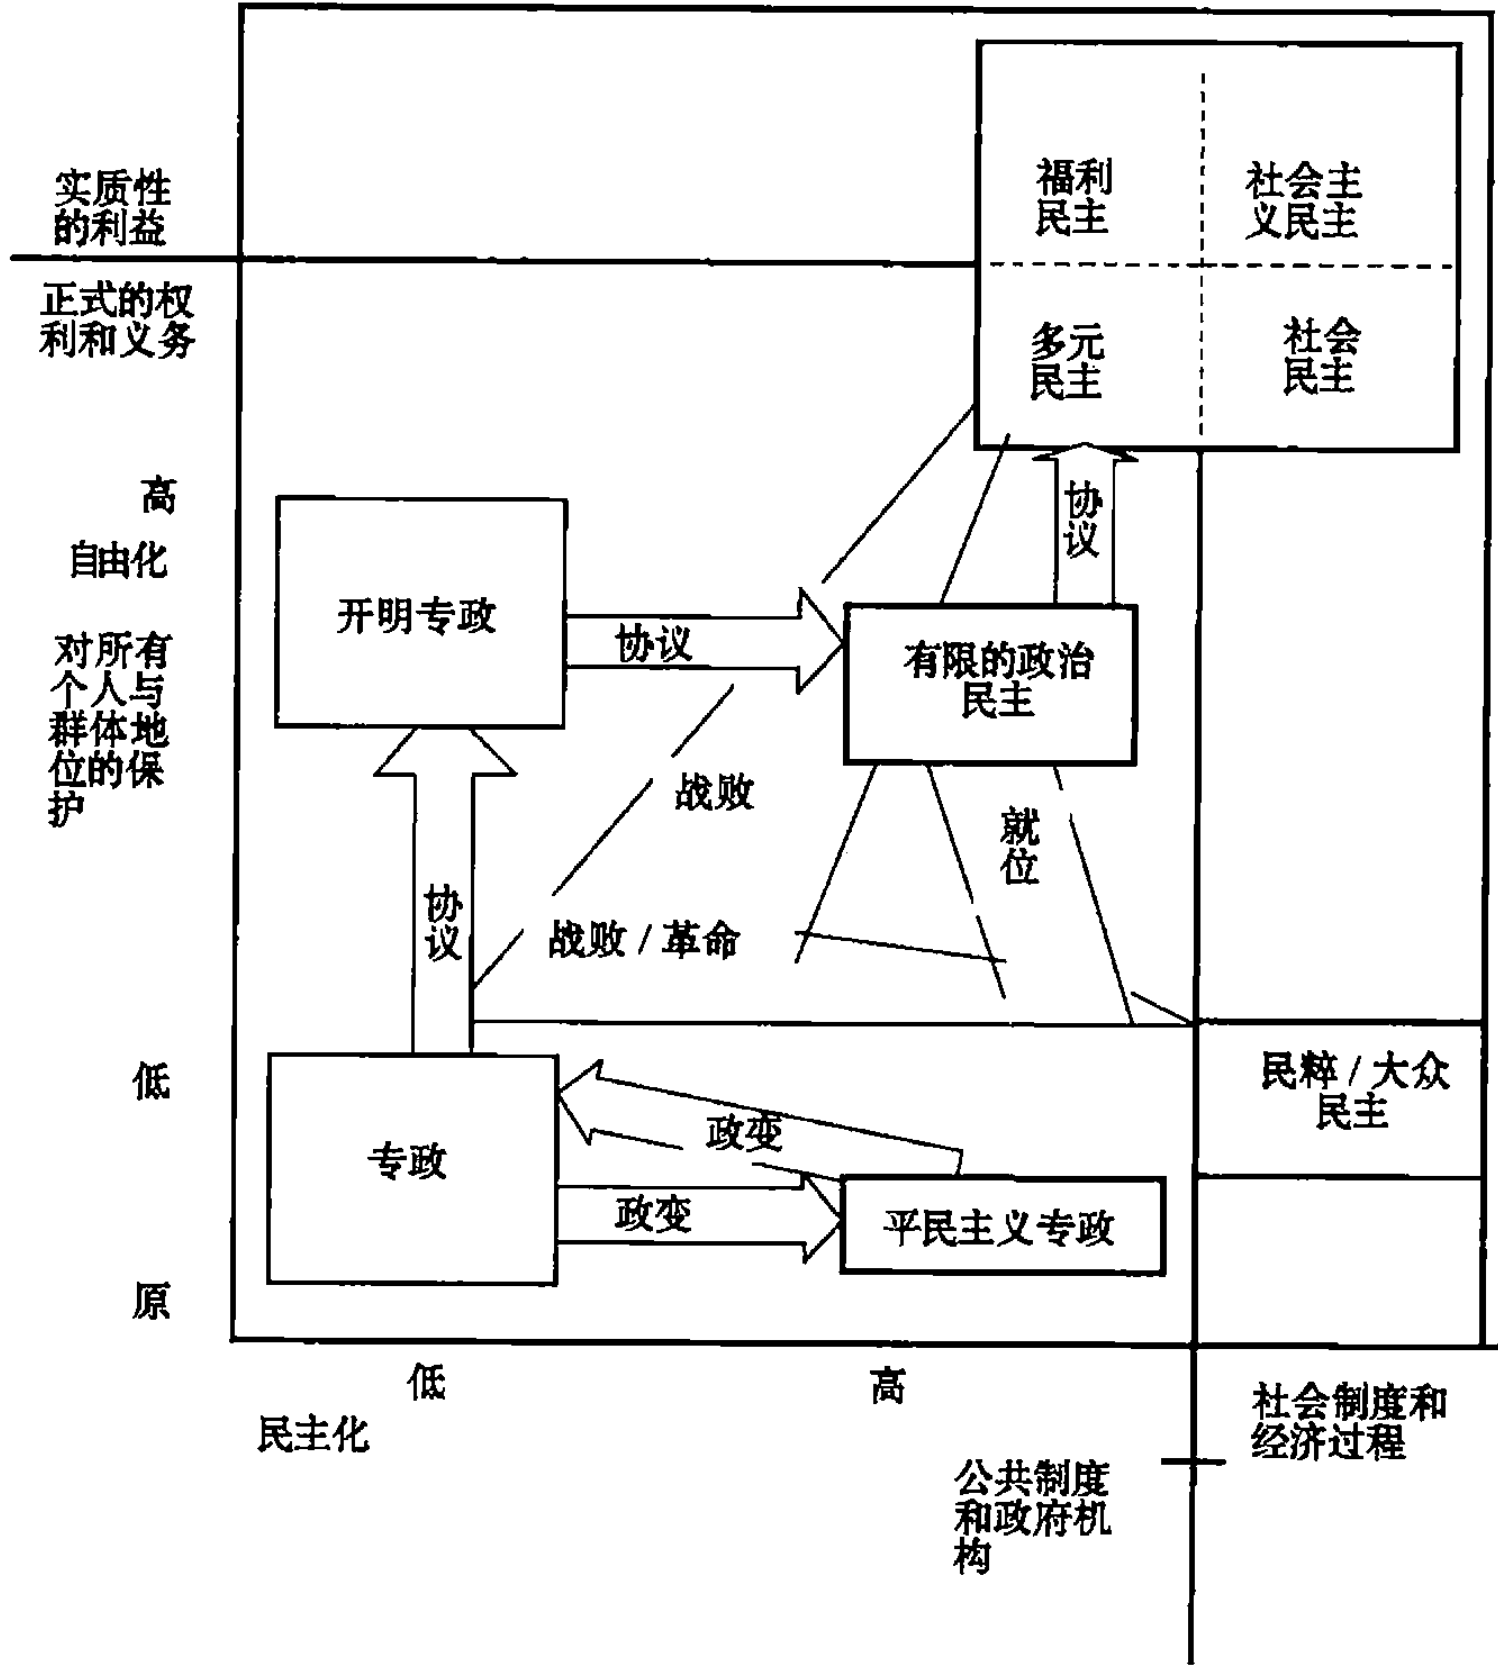 福利
民主
社会主
义民主
实质性
的利益
正式的权
利和义务
多元
民主
社会
民主
高
自由化
对所有
个人与
群体地
位的保
护
开明专政
协议
协
议
有限的政治
民主
战败
就
位
协
议
战败/革命
低
民粹/大众
民主
专政
政变
政变
平民主义专政
原
低
高
民主化
社会制度和
经济过程
公共制度
和政府机
构